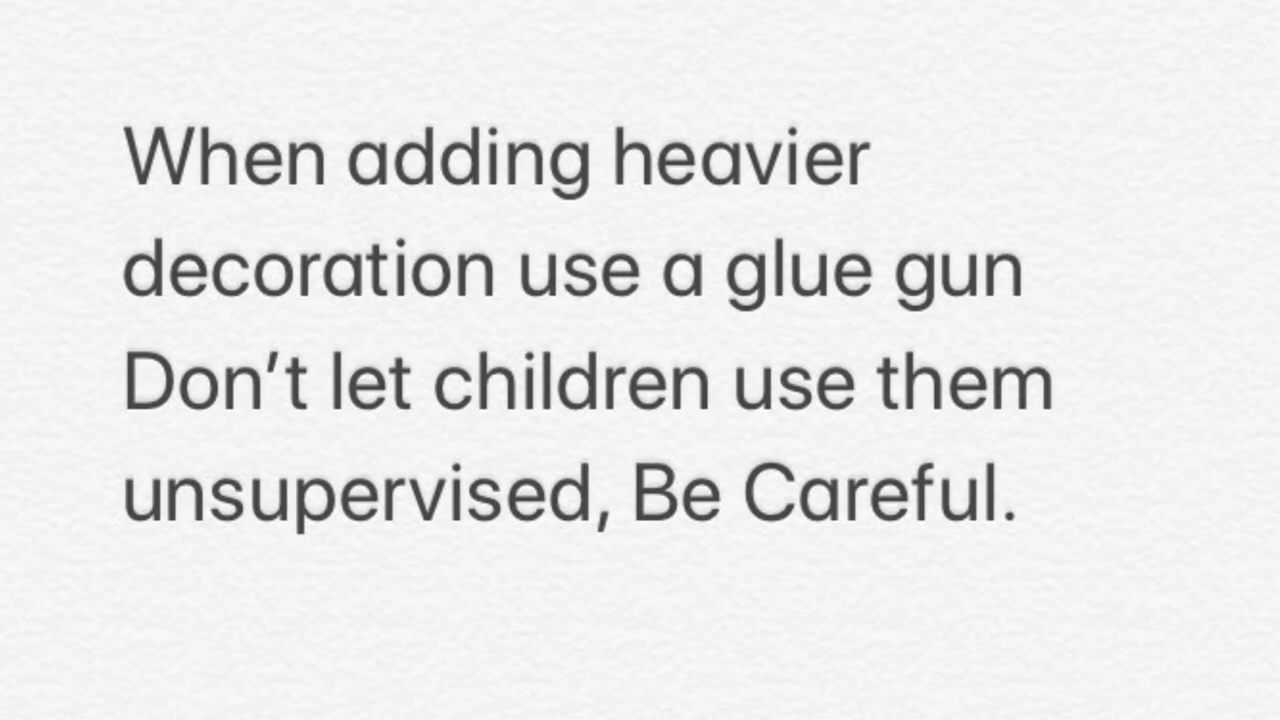 When adding heavier
decoration use a glue gun
Don’t let children use them
unsupervised, Be Careful.